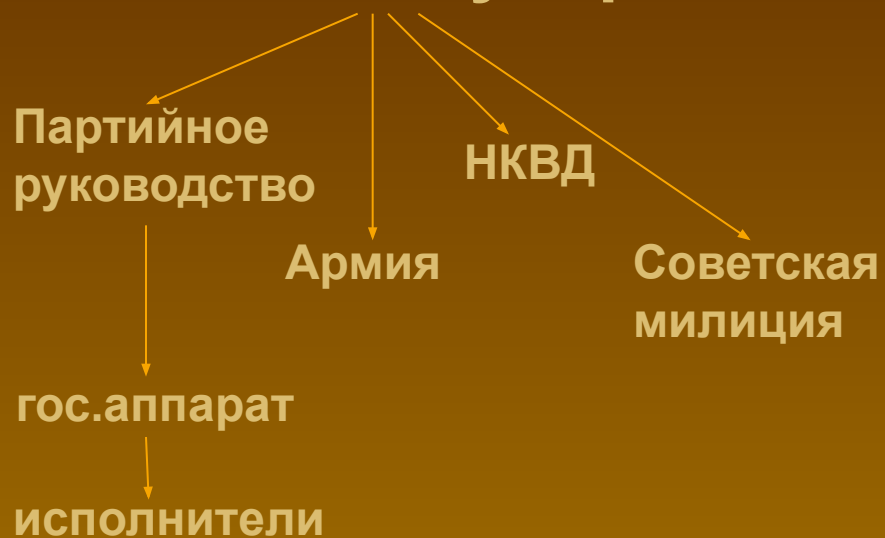 Партийное
руководство
НКВД
Армия
Советская
милиция
гос.аппарат
исполнители